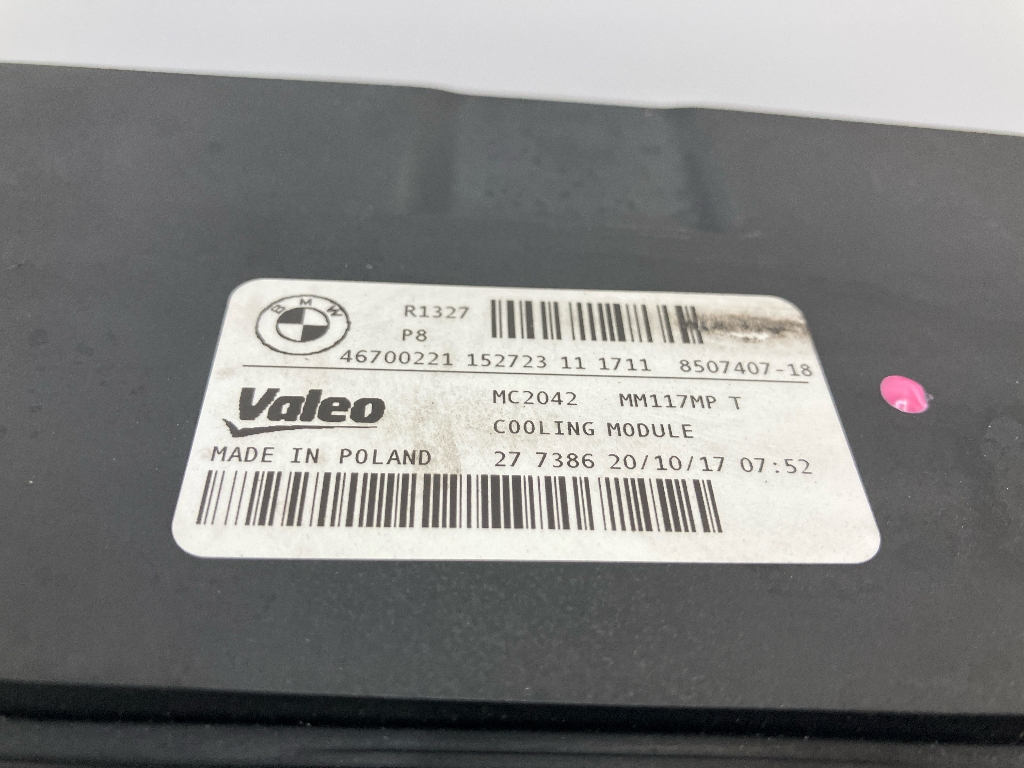 BMW
R1327
P8
46700221 152723 11 1711 8507407-18
Valeo
MC2042 MM117MP T
COOLING MODULE
MADE IN POLAND 27 7386 20/10/17 07:52